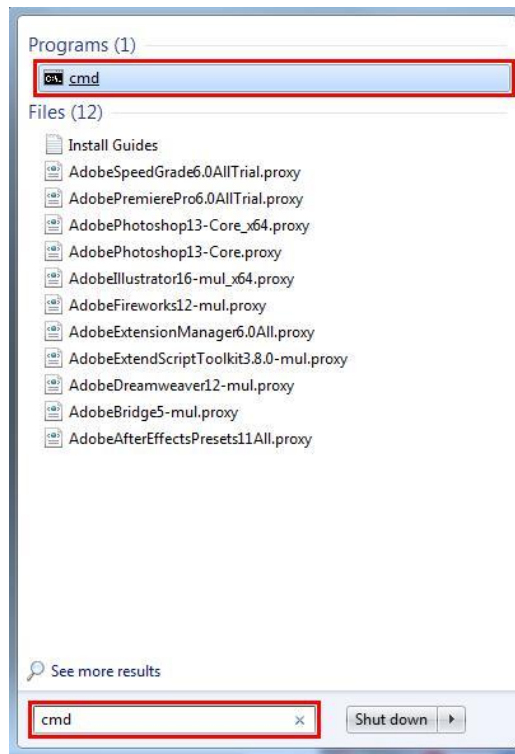 Programs (1)
cmd
Files (12)
Install Guides
AdobeSpeedGrade6.0AllTrial.proxy
AdobePremierePro6.0AllTrial.proxy
AdobePhotoshop13-Core_x64.proxy
AdobePhotoshop13-Core.proxy
AdobeIllustrator16-mul_x64.proxy
AdobeFireworks12-mul.proxy
AdobeExtensionManager6.0All.proxy
AdobeExtendScriptToolkit3.8.0-mul.proxy
AdobeDreamweaver12-mul.proxy
AdobeBridge5-mul.proxy
AdobeAfterEffectsPresets11All.proxy
See more results
cmd Shut down